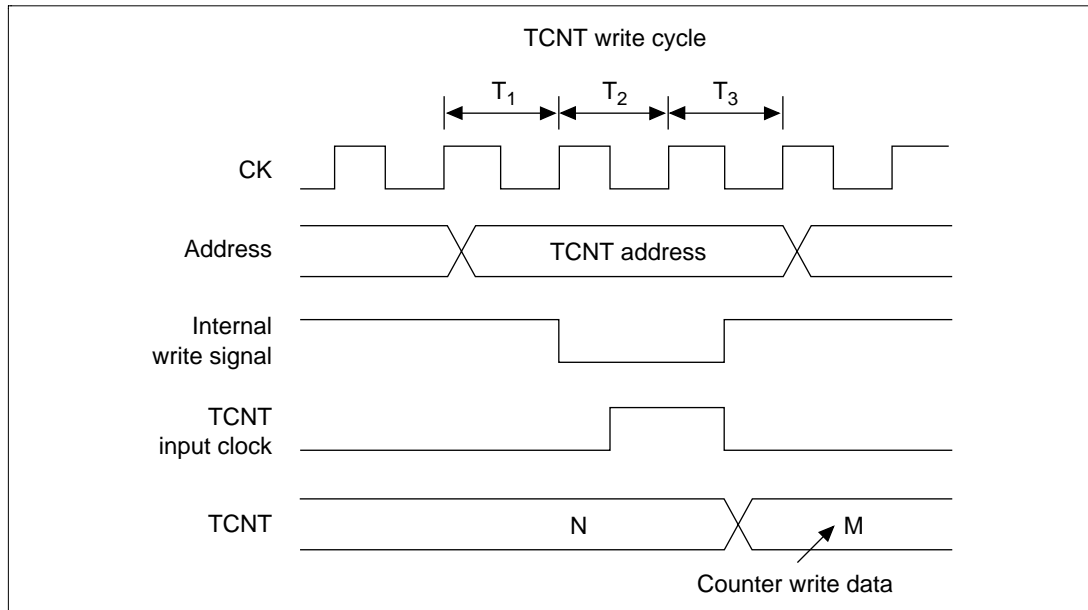 TCNT write cycle
T1 T2 T3
CK
Address
TCNT address
Internal
write signal
TCNT
input clock
TCNT
N
M
Counter write data